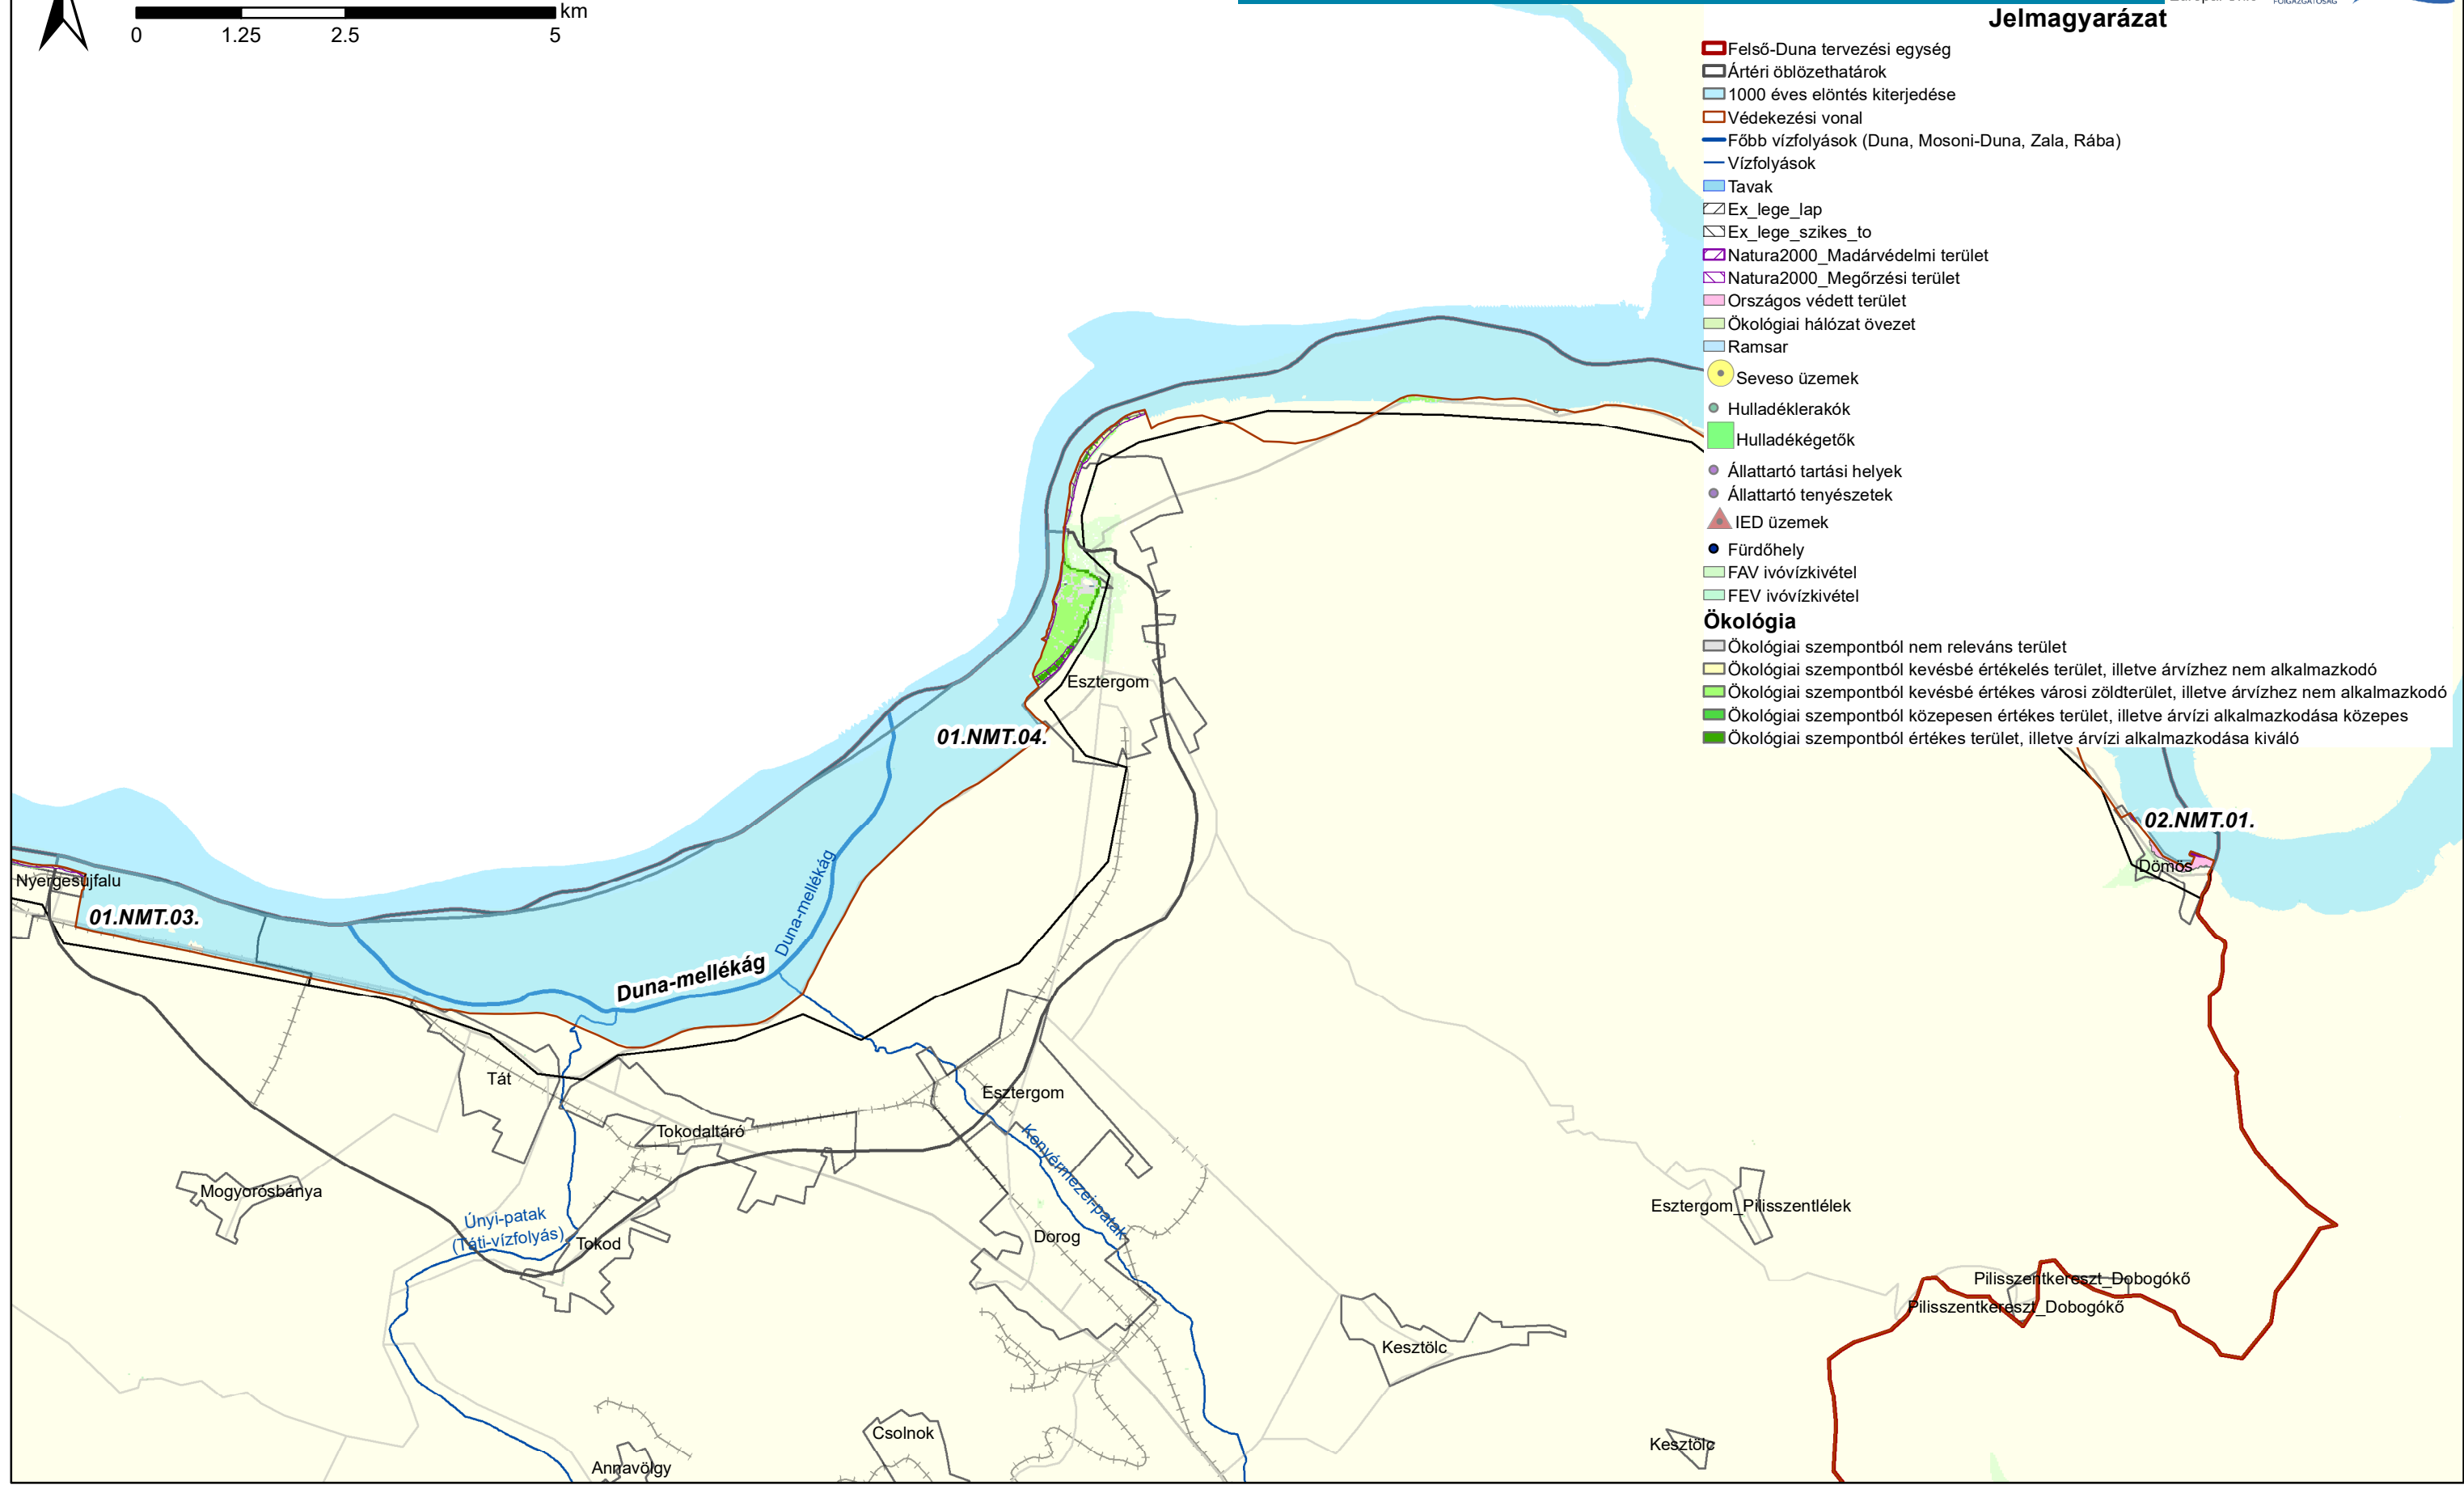 km
0 1.25 2.5 5
FŐIGAZGATÓSÁG
Jelmagyarázat
Felső-Duna tervezési egység
Ártéri öblözethatárok
1000 éves elöntés kiterjedése
Védekezési vonal
Főbb vízfolyások (Duna, Mosoni-Duna, Zala, Rába)
Vízfolyások
Tavak
Ex_lege_lap
Ex_lege_szikes_to
Natura2000_Madárvédelmi terület
Natura2000_Megőrzési terület
Országos védett terület
Ökológiai hálózat övezet
Ramsar
Seveso üzemek
Hulladéklerakók
Hulladékégetők
Állattartó tartási helyek
Állattartó tenyészetek
IED üzemek
Fürdőhely
FAV ivóvízkivétel
FEV ivóvízkivétel
Ökológia
Ökológiai szempontból nem releváns terület
Ökológiai szempontból kevésbé értékelés terület, illetve árvízhez nem alkalmazkodó
Ökológiai szempontból kevésbé értékes városi zöldterület, illetve árvízhez nem alkalmazkodó
Ökológiai szempontból közepesen értékes terület, illetve árvízi alkalmazkodása közepes
Ökológiai szempontból értékes terület, illetve árvízi alkalmazkodása kiváló
Esztergom
01.NMT.04.
02.NMT.01.
Dömös
Nyergesújfalu
01.NMT.03.
Duna-mellékág
Duna-mellékág
Tát
Esztergom
Tokodaltáró
Kenyérmezei-patak
Mogyorósbánya
Únyi-patak
(Táti-vízfolyás)
Tokod
Dorog
Esztergom_Pilisszentlélek
Pilisszentkereszt_Dobogókő
Pilisszentkereszt_Dobogókő
Kesztölc
Csolnok
Kesztölc
Annavölgy